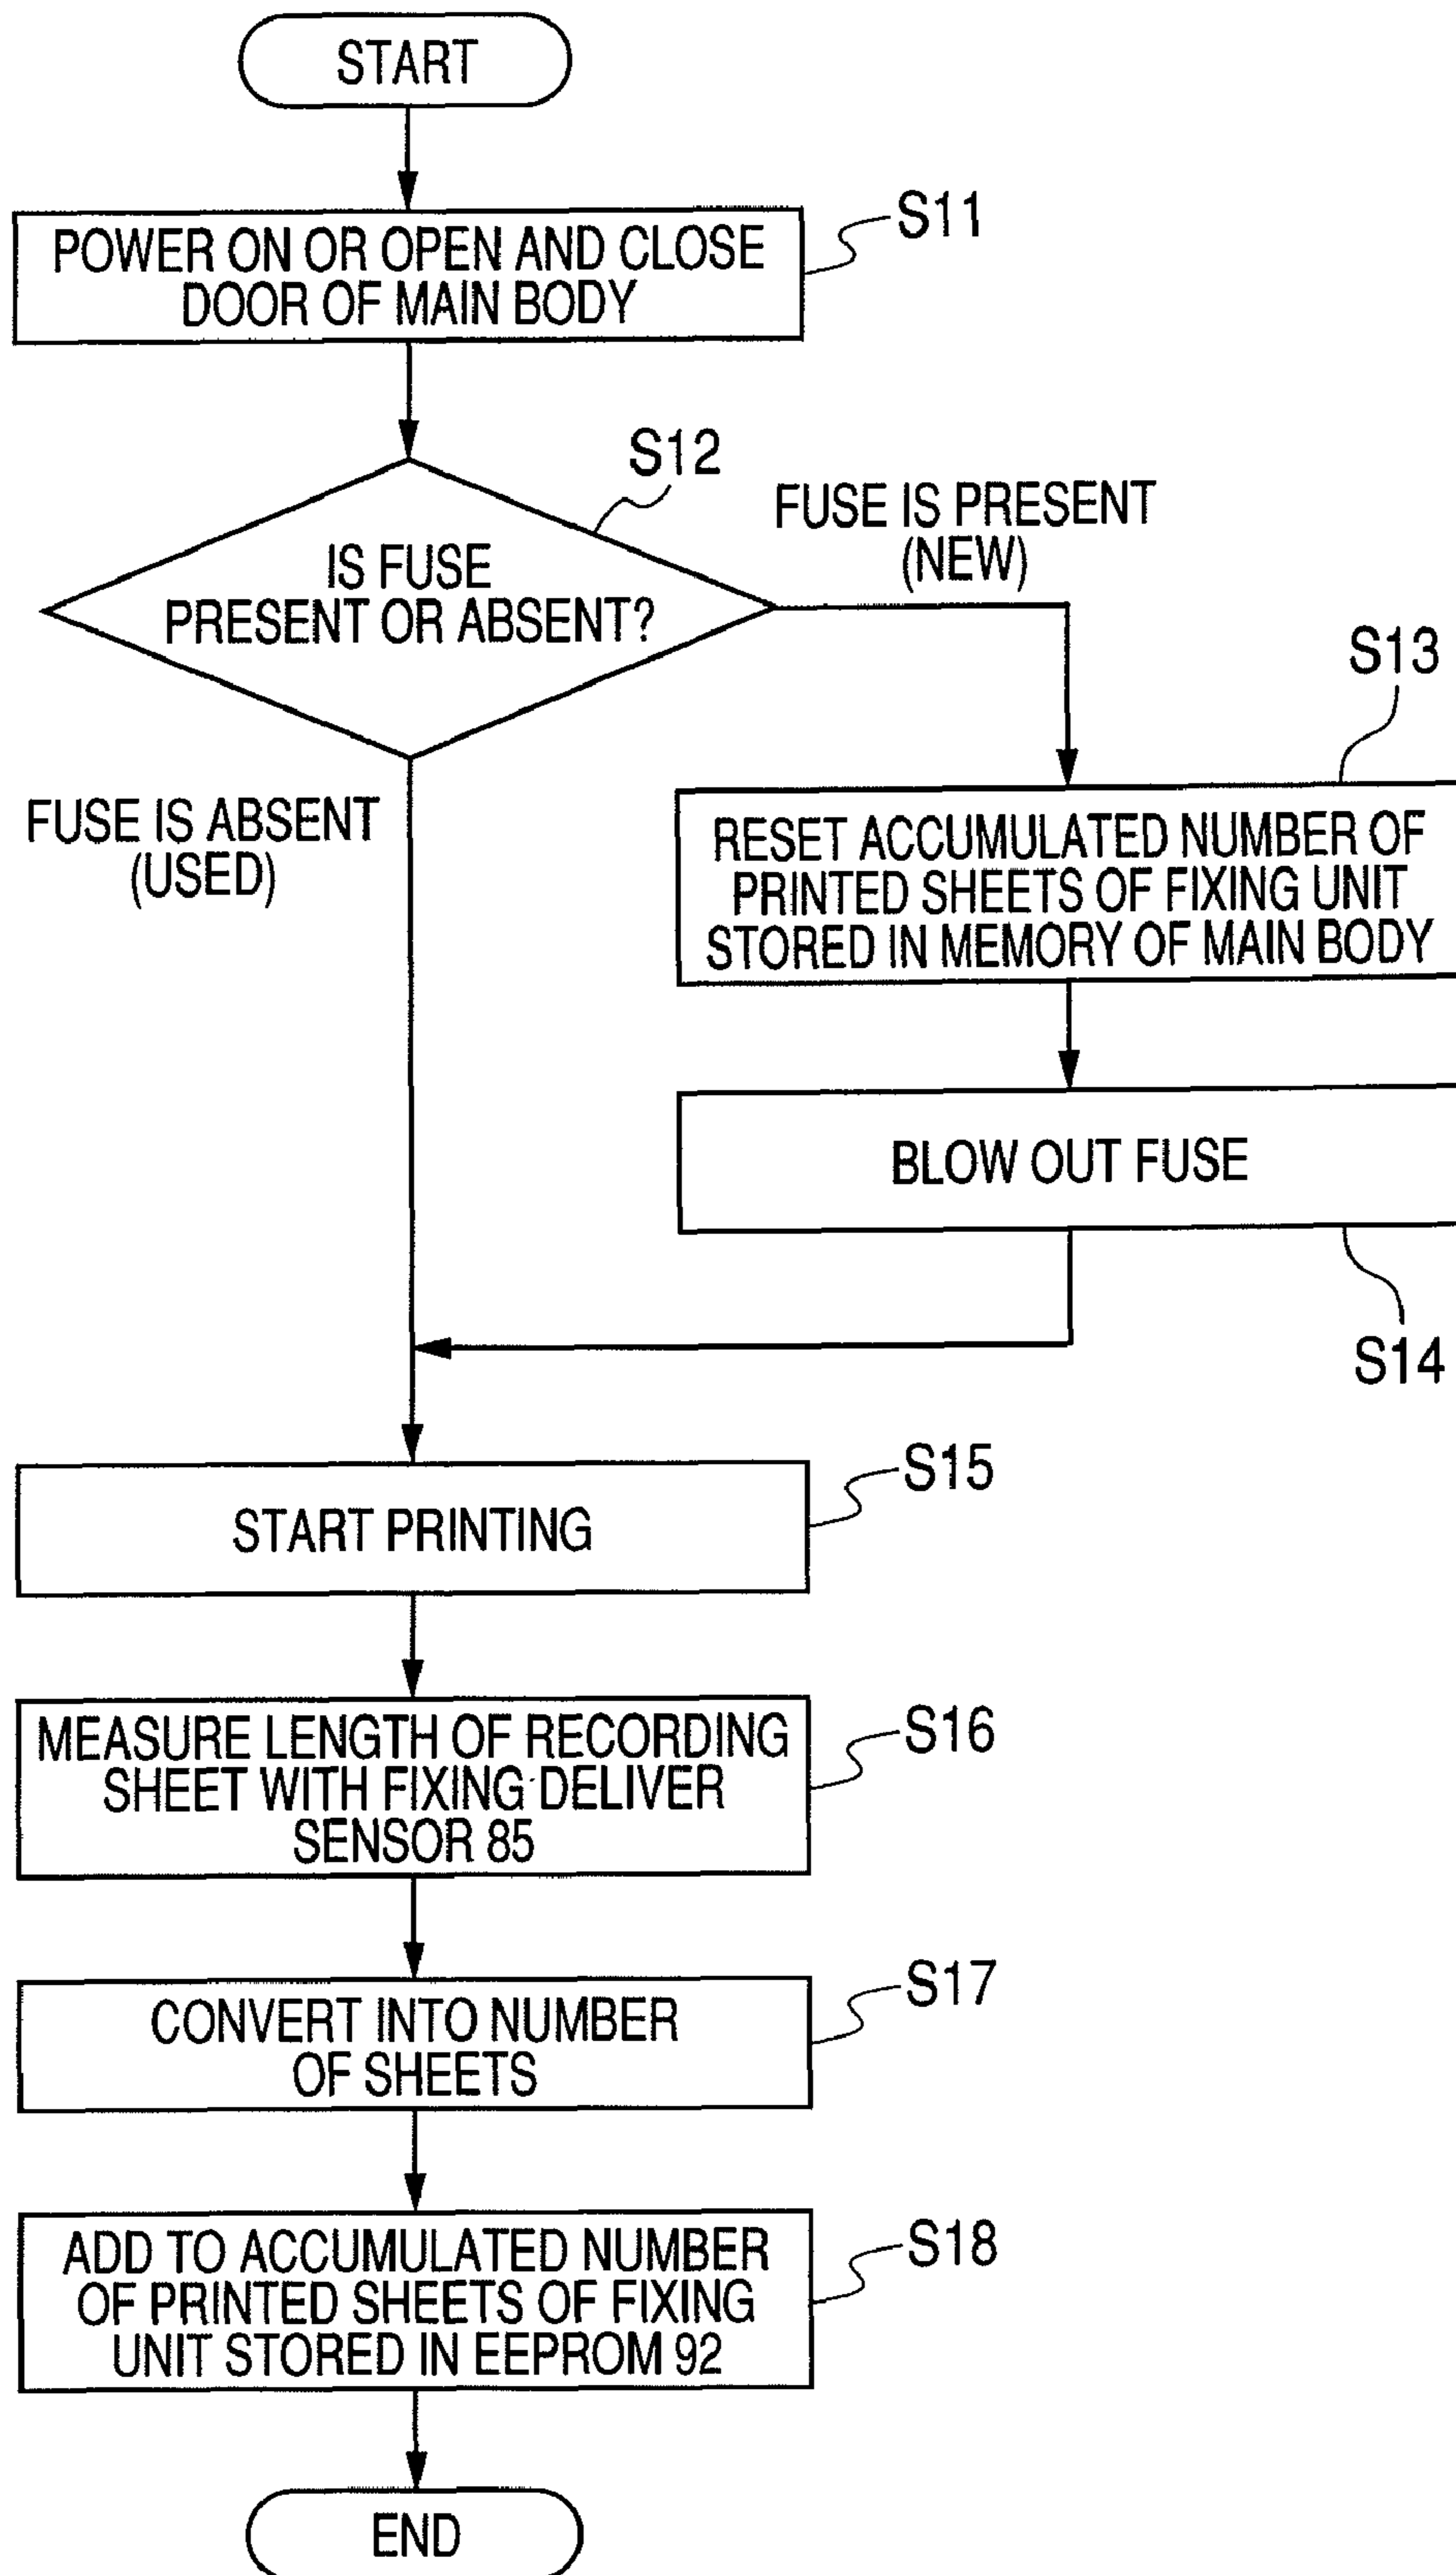 START
S11
POWER ON OR OPEN AND CLOSE
DOOR OF MAIN BODY
S12
IS FUSE
PRESENT OR ABSENT?
FUSE IS PRESENT
(NEW)
FUSE IS ABSENT
(USED)
S13
RESET ACCUMULATED NUMBER OF
PRINTED SHEETS OF FIXING UNIT
STORED IN MEMORY OF MAIN BODY
BLOW OUT FUSE
S14
S15
START PRINTING
S16
MEASURE LENGTH OF RECORDING
SHEET WITH FIXING DELIVER
SENSOR 85
S17
CONVERT INTO NUMBER
OF SHEETS
S18
ADD TO ACCUMULATED NUMBER
OF PRINTED SHEETS OF FIXING
UNIT STORED IN EEPROM 92
END